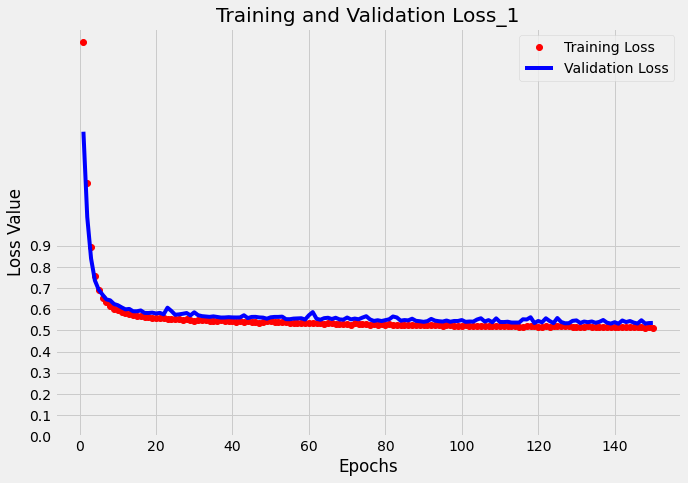 Training and Validation Loss_1
Training Loss
Validation Loss
Loss Value
0.9
0.8
0.7
0.6
0.5
0.4
0.3
0.2
0.1
0.0
0 20 40 60 80 100 120 140
Epochs